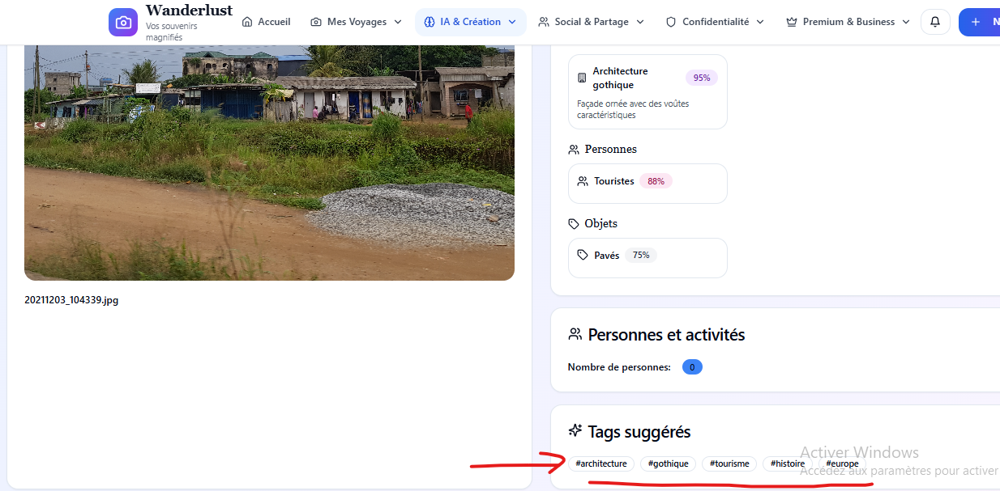 Wanderlust
Vos souvenirs
magnifiés
Accueil
Mes Voyages
IA & Création
Social & Partage
Confidentialité
Premium & Business
+ N
20211203_104339.jpg
Architecture
gothique
95%
Façade ornée avec des voûtes
caractéristiques
Personnes
Touristes 88%
Objets
Pavés 75%
Personnes et activités
Nombre de personnes: 0
Tags suggérés
#architecture #gothique #tourisme #histoire #europe
Activer Windows
Accédez aux paramètres pour activer